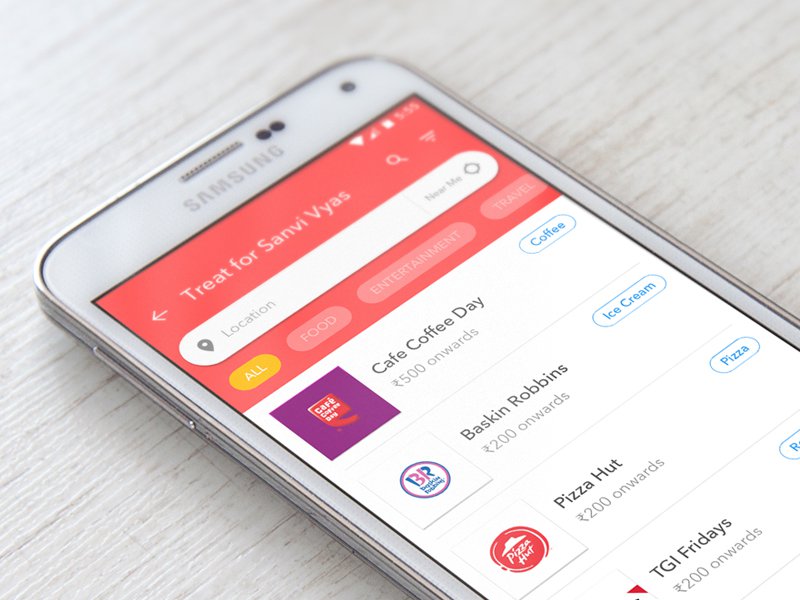 SAMSUNG
5:55
Treat for Sanvi Vyas
Location
Near Me
ALL
FOOD
ENTERTAINMENT
TRAVEL
Café Coffee Day
Cafe Coffee Day
₹500 onwards
Coffee
BR
baskin robbins
Baskin Robbins
₹200 onwards
Ice Cream
Pizza Hut
Pizza Hut
₹200 onwards
Pizza
TGI Fridays
₹200 onwards